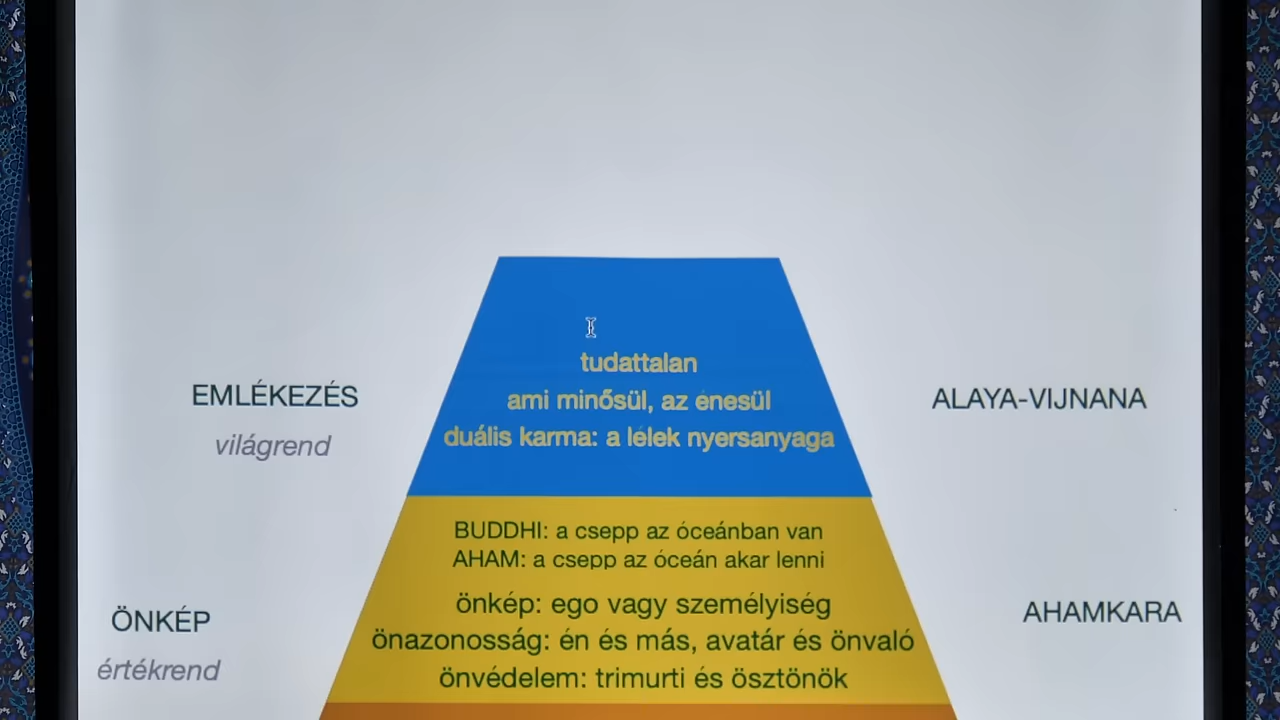 tudattalan
EMLÉKEZÉS
ami minősül, az énesül
ALAYA-VIJNANA
világrend
duális karma: a lélek nyersanyaga
BUDDHI: a csepp az óceánban van
AHAM: a csepp az óceán akar lenni
önkép: ego vagy személyiség
ÖNKÉP
AHAMKARA
önazonosság: én és más, avatár és önvaló
értékrend
önvédelem: trimurti és ösztönök